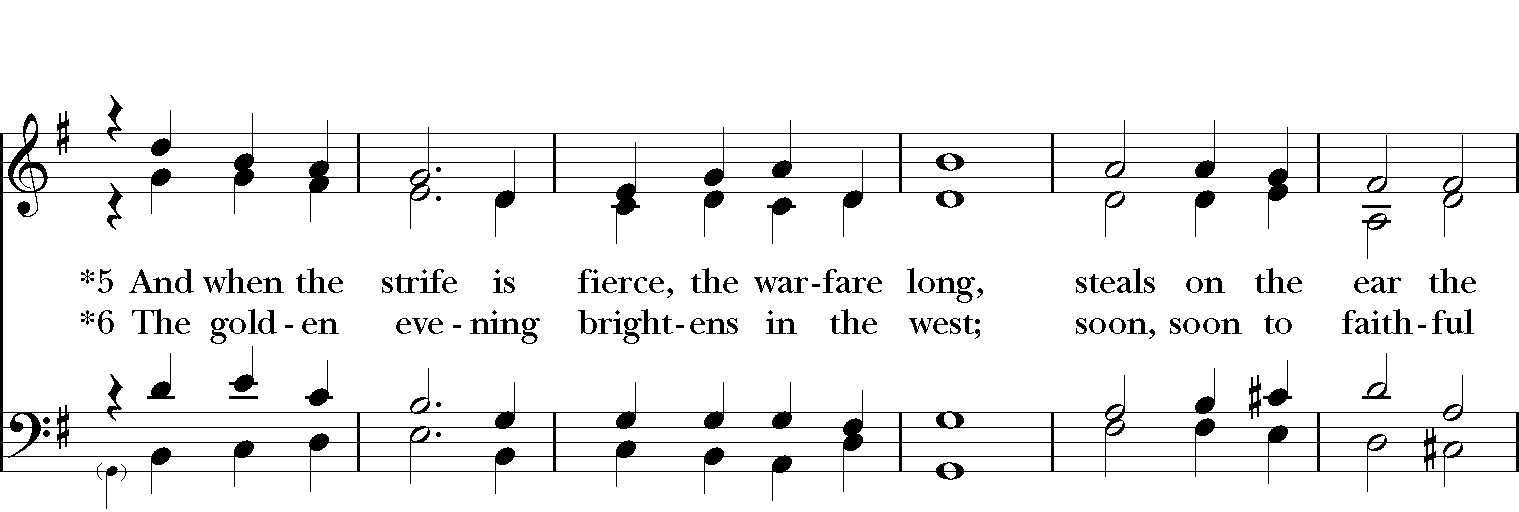 *5 And when the strife is fierce, the war-fare long, steals on the ear the
*6 The gold-en eve-ning bright-ens in the west; soon, soon to faith-ful